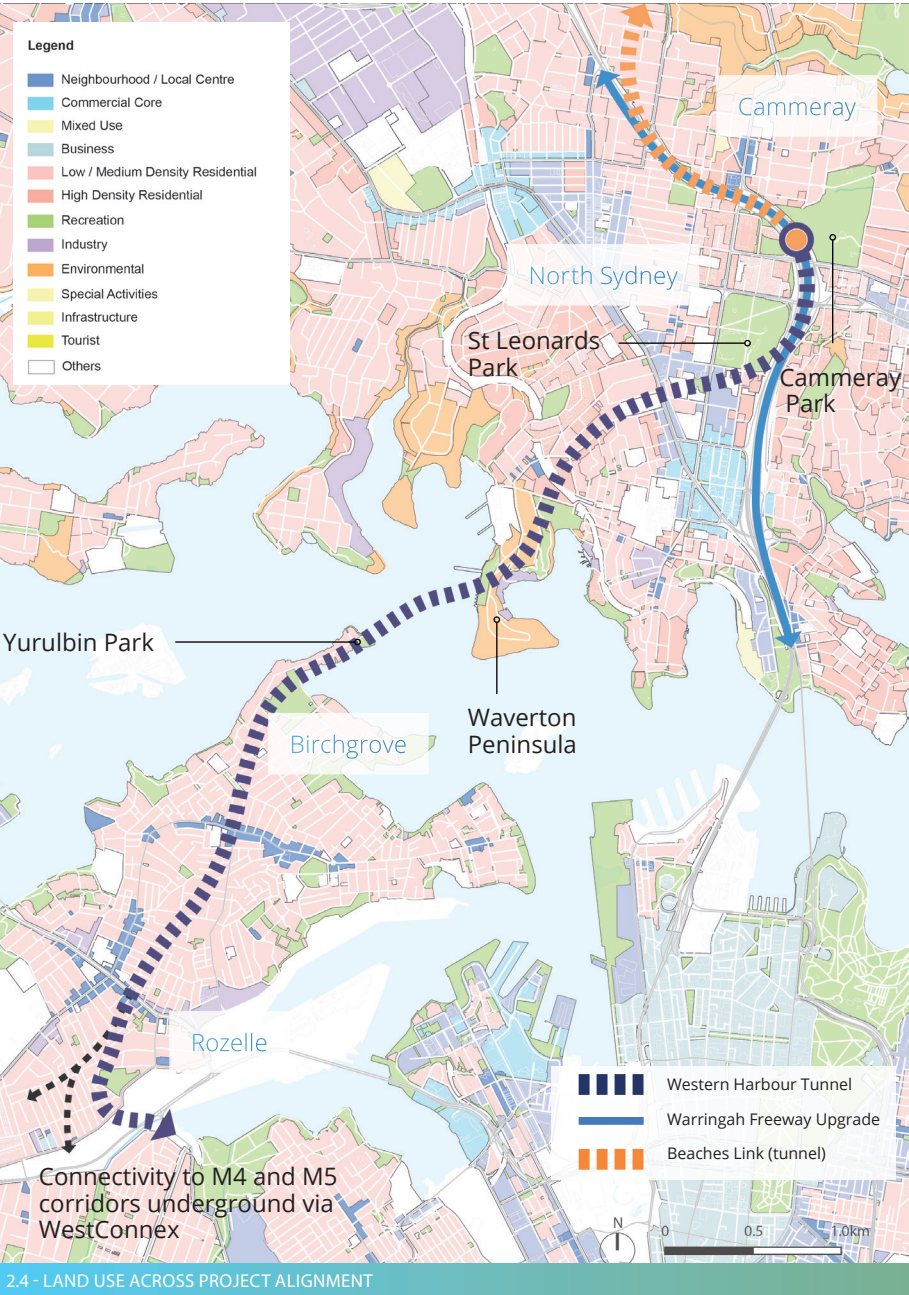 Legend
Neighbourhood / Local Centre
Commercial Core
Mixed Use
Business
Low / Medium Density Residential
High Density Residential
Recreation
Industry
Environmental
Special Activities
Infrastructure
Tourist
Others
Cammeray
North Sydney
St Leonards
Park
Cammeray
Park
Yurulbin Park
Birchgrove
Waverton
Peninsula
Rozelle
Western Harbour Tunnel
Warringah Freeway Upgrade
Beaches Link (tunnel)
Connectivity to M4 and M5
corridors underground via
WestConnex
N
0 0.5 1.0km
2.4 - LAND USE ACROSS PROJECT ALIGNMENT